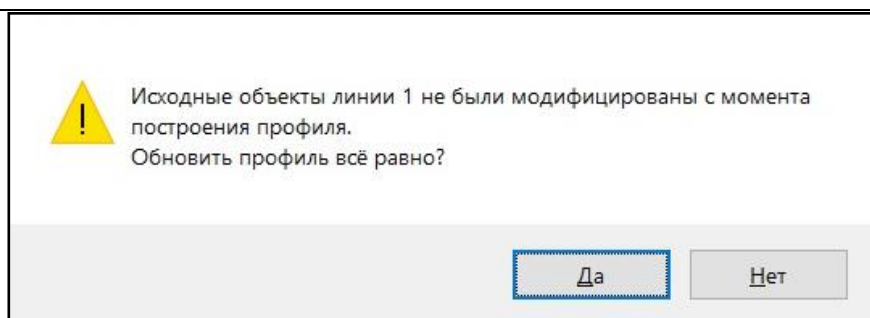 Исходные объекты линии 1 не были модифицированы с момента
построения профиля.
Обновить профиль всё равно?
Да
Нет